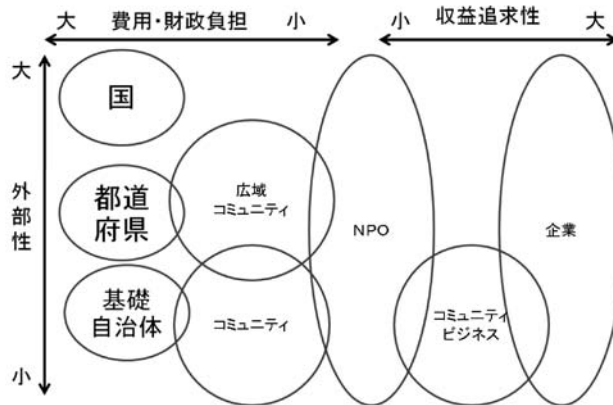 大 費用・財政負担 小
小 収益追求性 大
大
外部性
小
国
都道
府県
基礎
自治体
広域
コミュニティ
コミュニティ
NPO
コミュニティ
ビジネス
企業